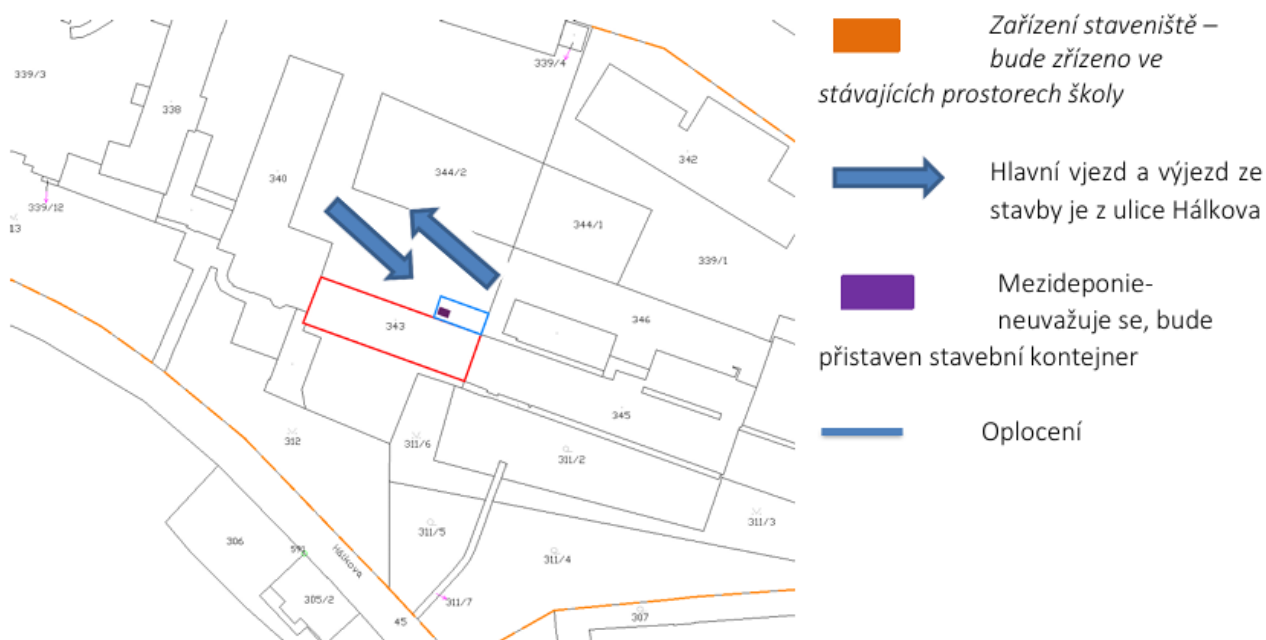 339/3
338
339/4
344/2
342
340
339/12
13
344/1
339/1
343
346
345
312
311/6
311/2
311/3
311/5
306
591
Hálkova
311/4
305/2
311/7
45
307
Zařízení staveniště –
bude zřízeno ve
stávajících prostorech školy
Hlavní vjezd a výjezd ze
stavby je z ulice Hálkova
Mezideponie-
neuvažuje se, bude
přistaven stavební kontejner
Oplocení